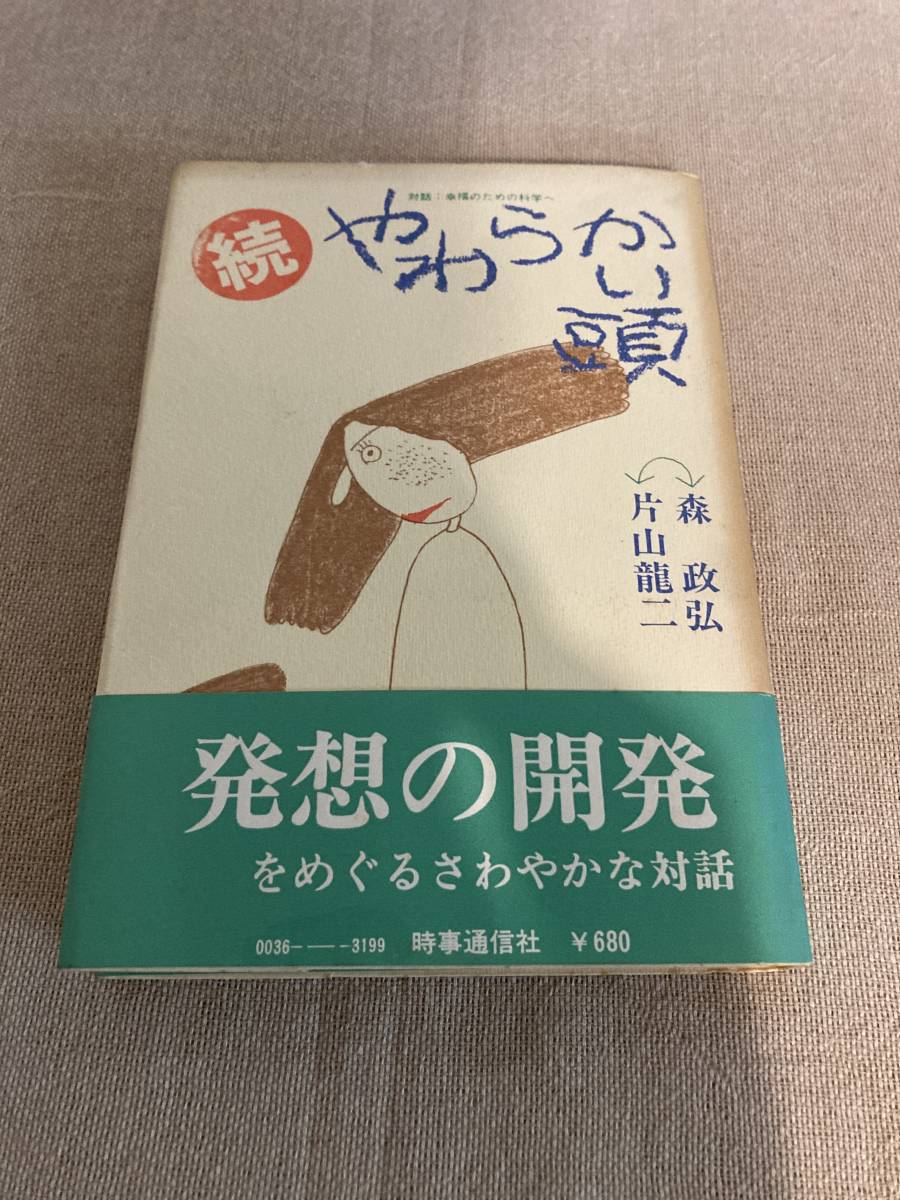 対話：幸福のための科学へ
続
やわらかい頭
森 政弘
片山龍二
発想の開発
をめぐるさわやかな対話
0036-――-3199 時事通信社 ￥680